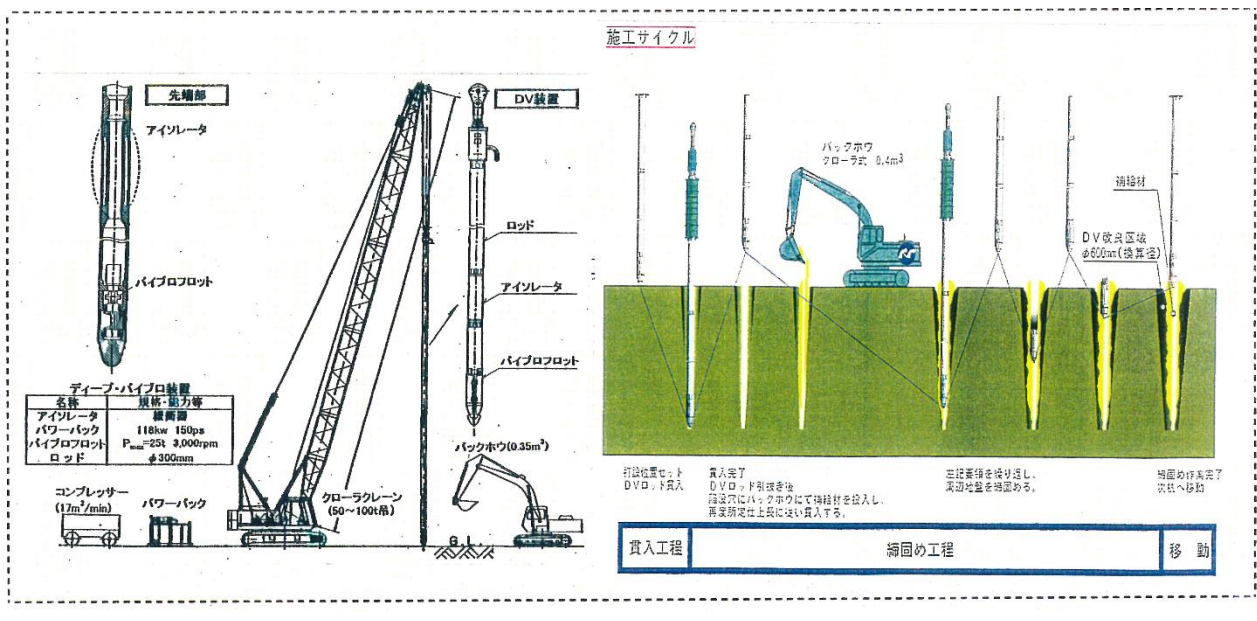 先端部
アイソレータ
バイブロフロット
DV装置
ロッド
アイソレータ
バイブロフロット
ディープ・バイブロ装置
名称 規格・能力等
アイソレータ 緩衝器
パワーパック 118kw 150ps
バイブロフロット Pmax=25t 3,000rpm
ロッド φ300mm
コンプレッサー
(17m³/min)
パワーパック
クローラクレーン
(50～100t吊)
バックホウ(0.35m³)
G.L.
施工サイクル
バックホウ
クローラ式 0.4m³
補給材
DV改良区域
φ600mm(換算径)
打設位置セット
DVロッド貫入
貫入完了
DVロッド引抜き後
陥没穴にバックホウにて補給材を投入し、
再度所定仕上長に従い貫入する。
左記要領を繰り返し、
周辺地盤を締固める。
締固め作業完了
次杭へ移動
貫入工程 締固め工程 移動